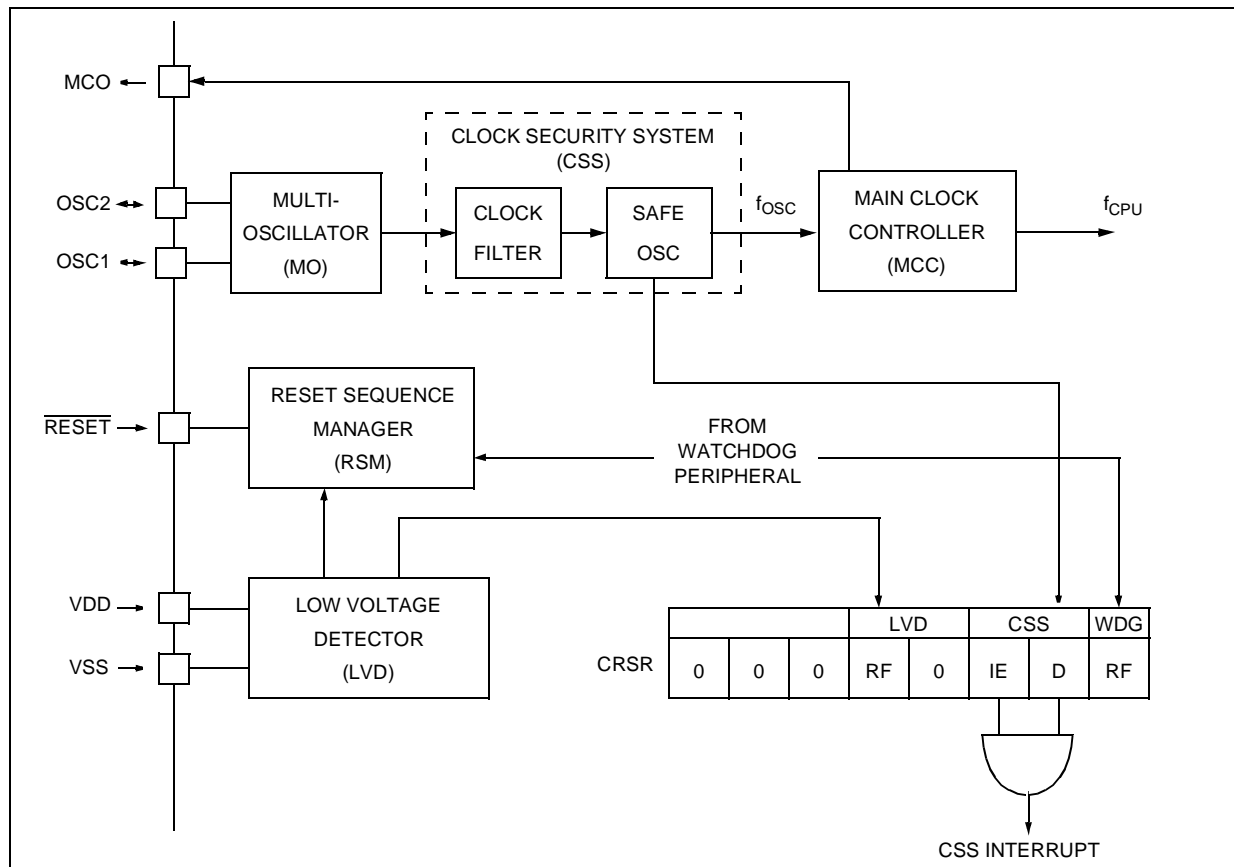 MCO
CLOCK SECURITY SYSTEM
(CSS)
OSC2
OSC1
MULTI-
OSCILLATOR
(MO)
CLOCK
FILTER
SAFE
OSC
fOSC
MAIN CLOCK
CONTROLLER
(MCC)
fCPU
RESET
RESET SEQUENCE
MANAGER
(RSM)
FROM
WATCHDOG
PERIPHERAL
VDD
VSS
LOW VOLTAGE
DETECTOR
(LVD)
LVD CSS WDG
CRSR 0 0 0 RF 0 IE D RF
CSS INTERRUPT